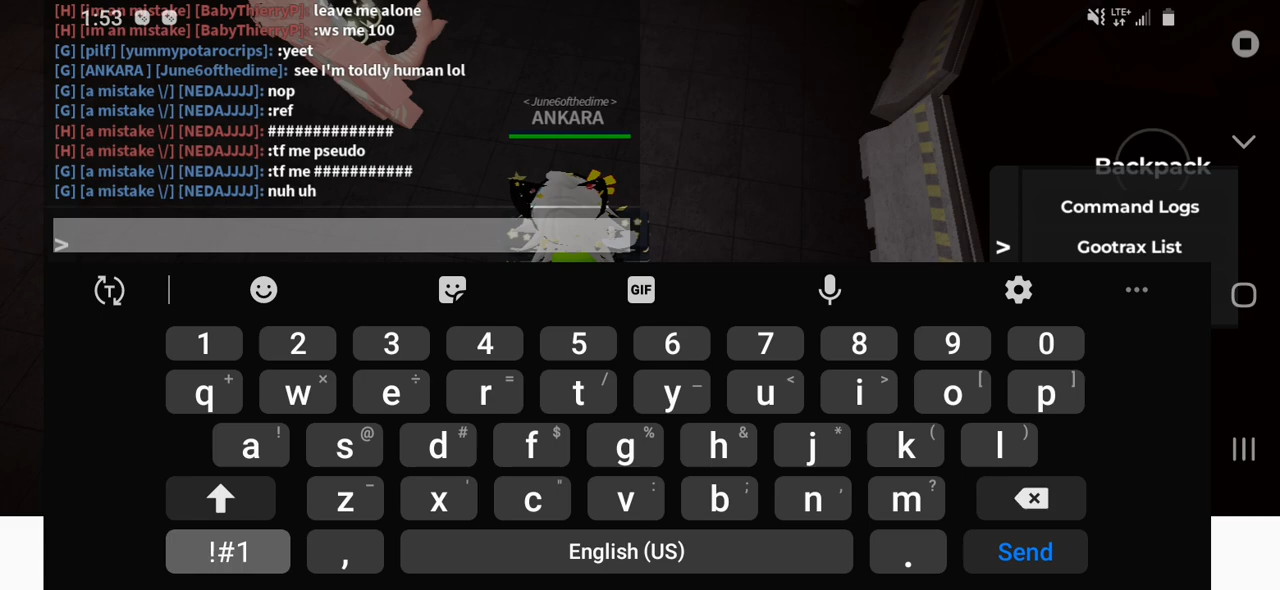 [H] [im an mistake] [BabyThierryP]: leave me alone
1:53
LTE+
[H] [im an mistake] [BabyThierryP]: :ws me 100
[G] [pilf] [yummypotarocrips]: :yeet
[G] [ANKARA ] [June6ofthedime]: see I'm toldly human lol
[G] [a mistake \/] [NEDAJJJJ]: nop
[G] [a mistake \/] [NEDAJJJJ]: :ref
[H] [a mistake \/] [NEDAJJJJ]: ##############
[H] [a mistake \/] [NEDAJJJJ]: :tf me pseudo
[G] [a mistake \/] [NEDAJJJJ]: :tf me ###########
[G] [a mistake \/] [NEDAJJJJ]: nuh uh
< June6ofthedime >
ANKARA
Backpack
Command Logs
> Gootrax List
>
T GIF ...
1 2 3 4 5 6 7 8 9 0
q + w × e ÷ r = t / y _ u < i > o [ p ]
a ! s @ d # f $ g % h & j * k ( l )
z - x ' c " v : b ; n , m ?
!#1 , English (US) . Send